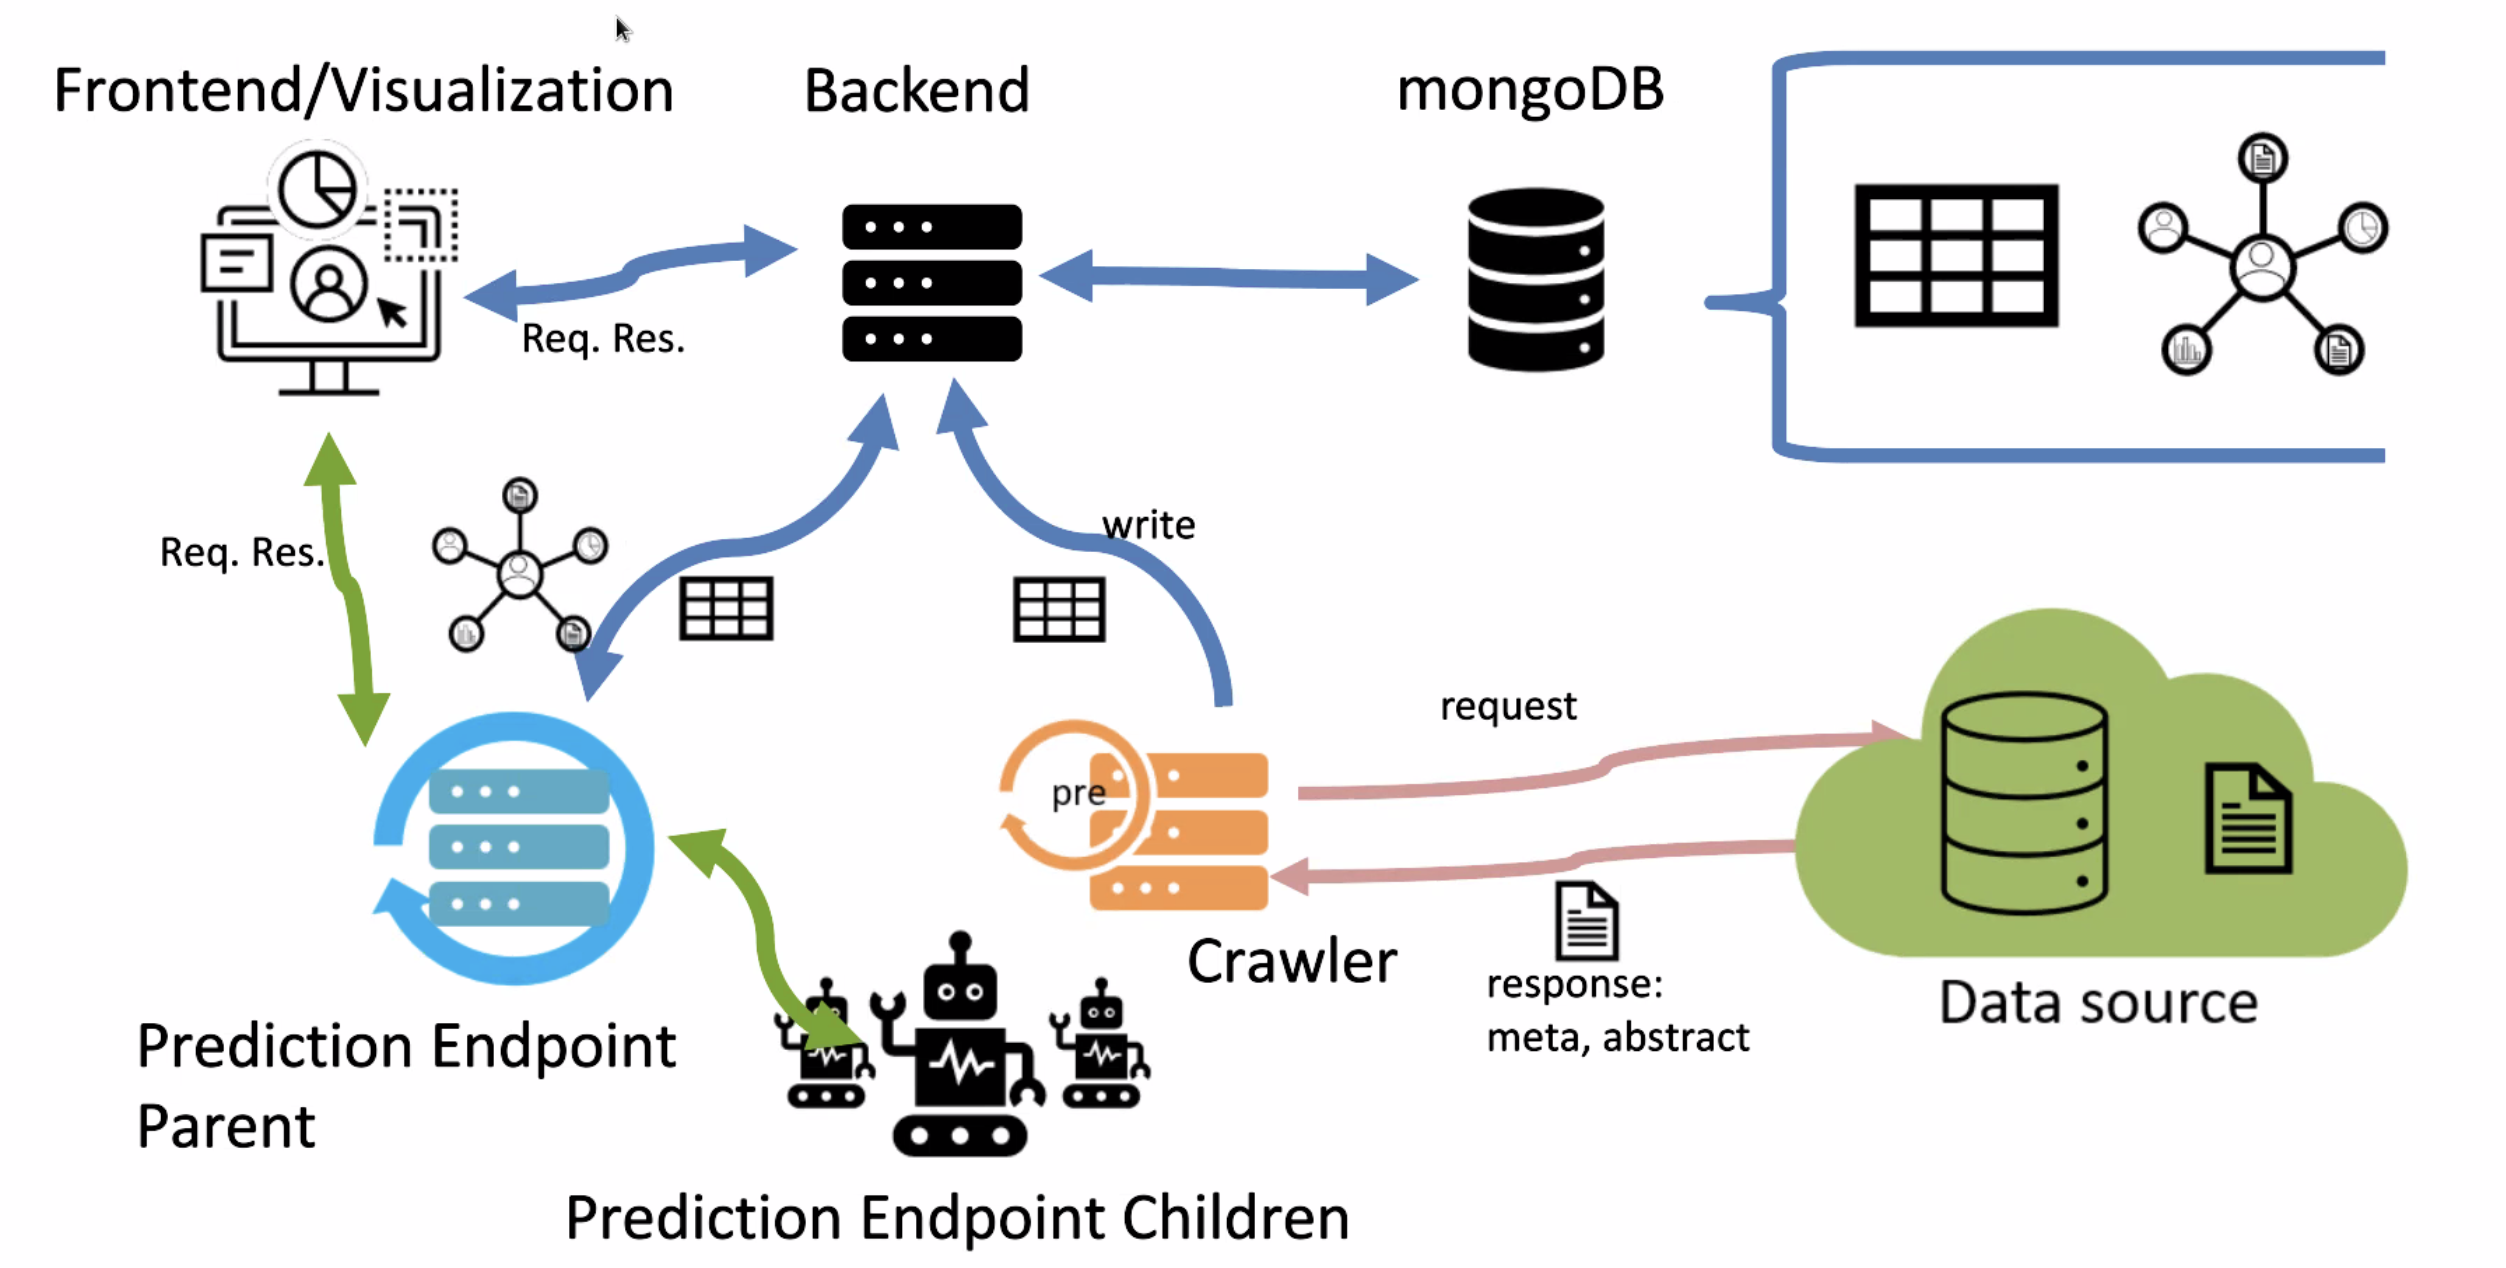 Frontend/Visualization
Backend
mongoDB
Req. Res.
write
Req. Res.
request
pre
Crawler
response:
meta, abstract
Data source
Prediction Endpoint
Parent
Prediction Endpoint Children